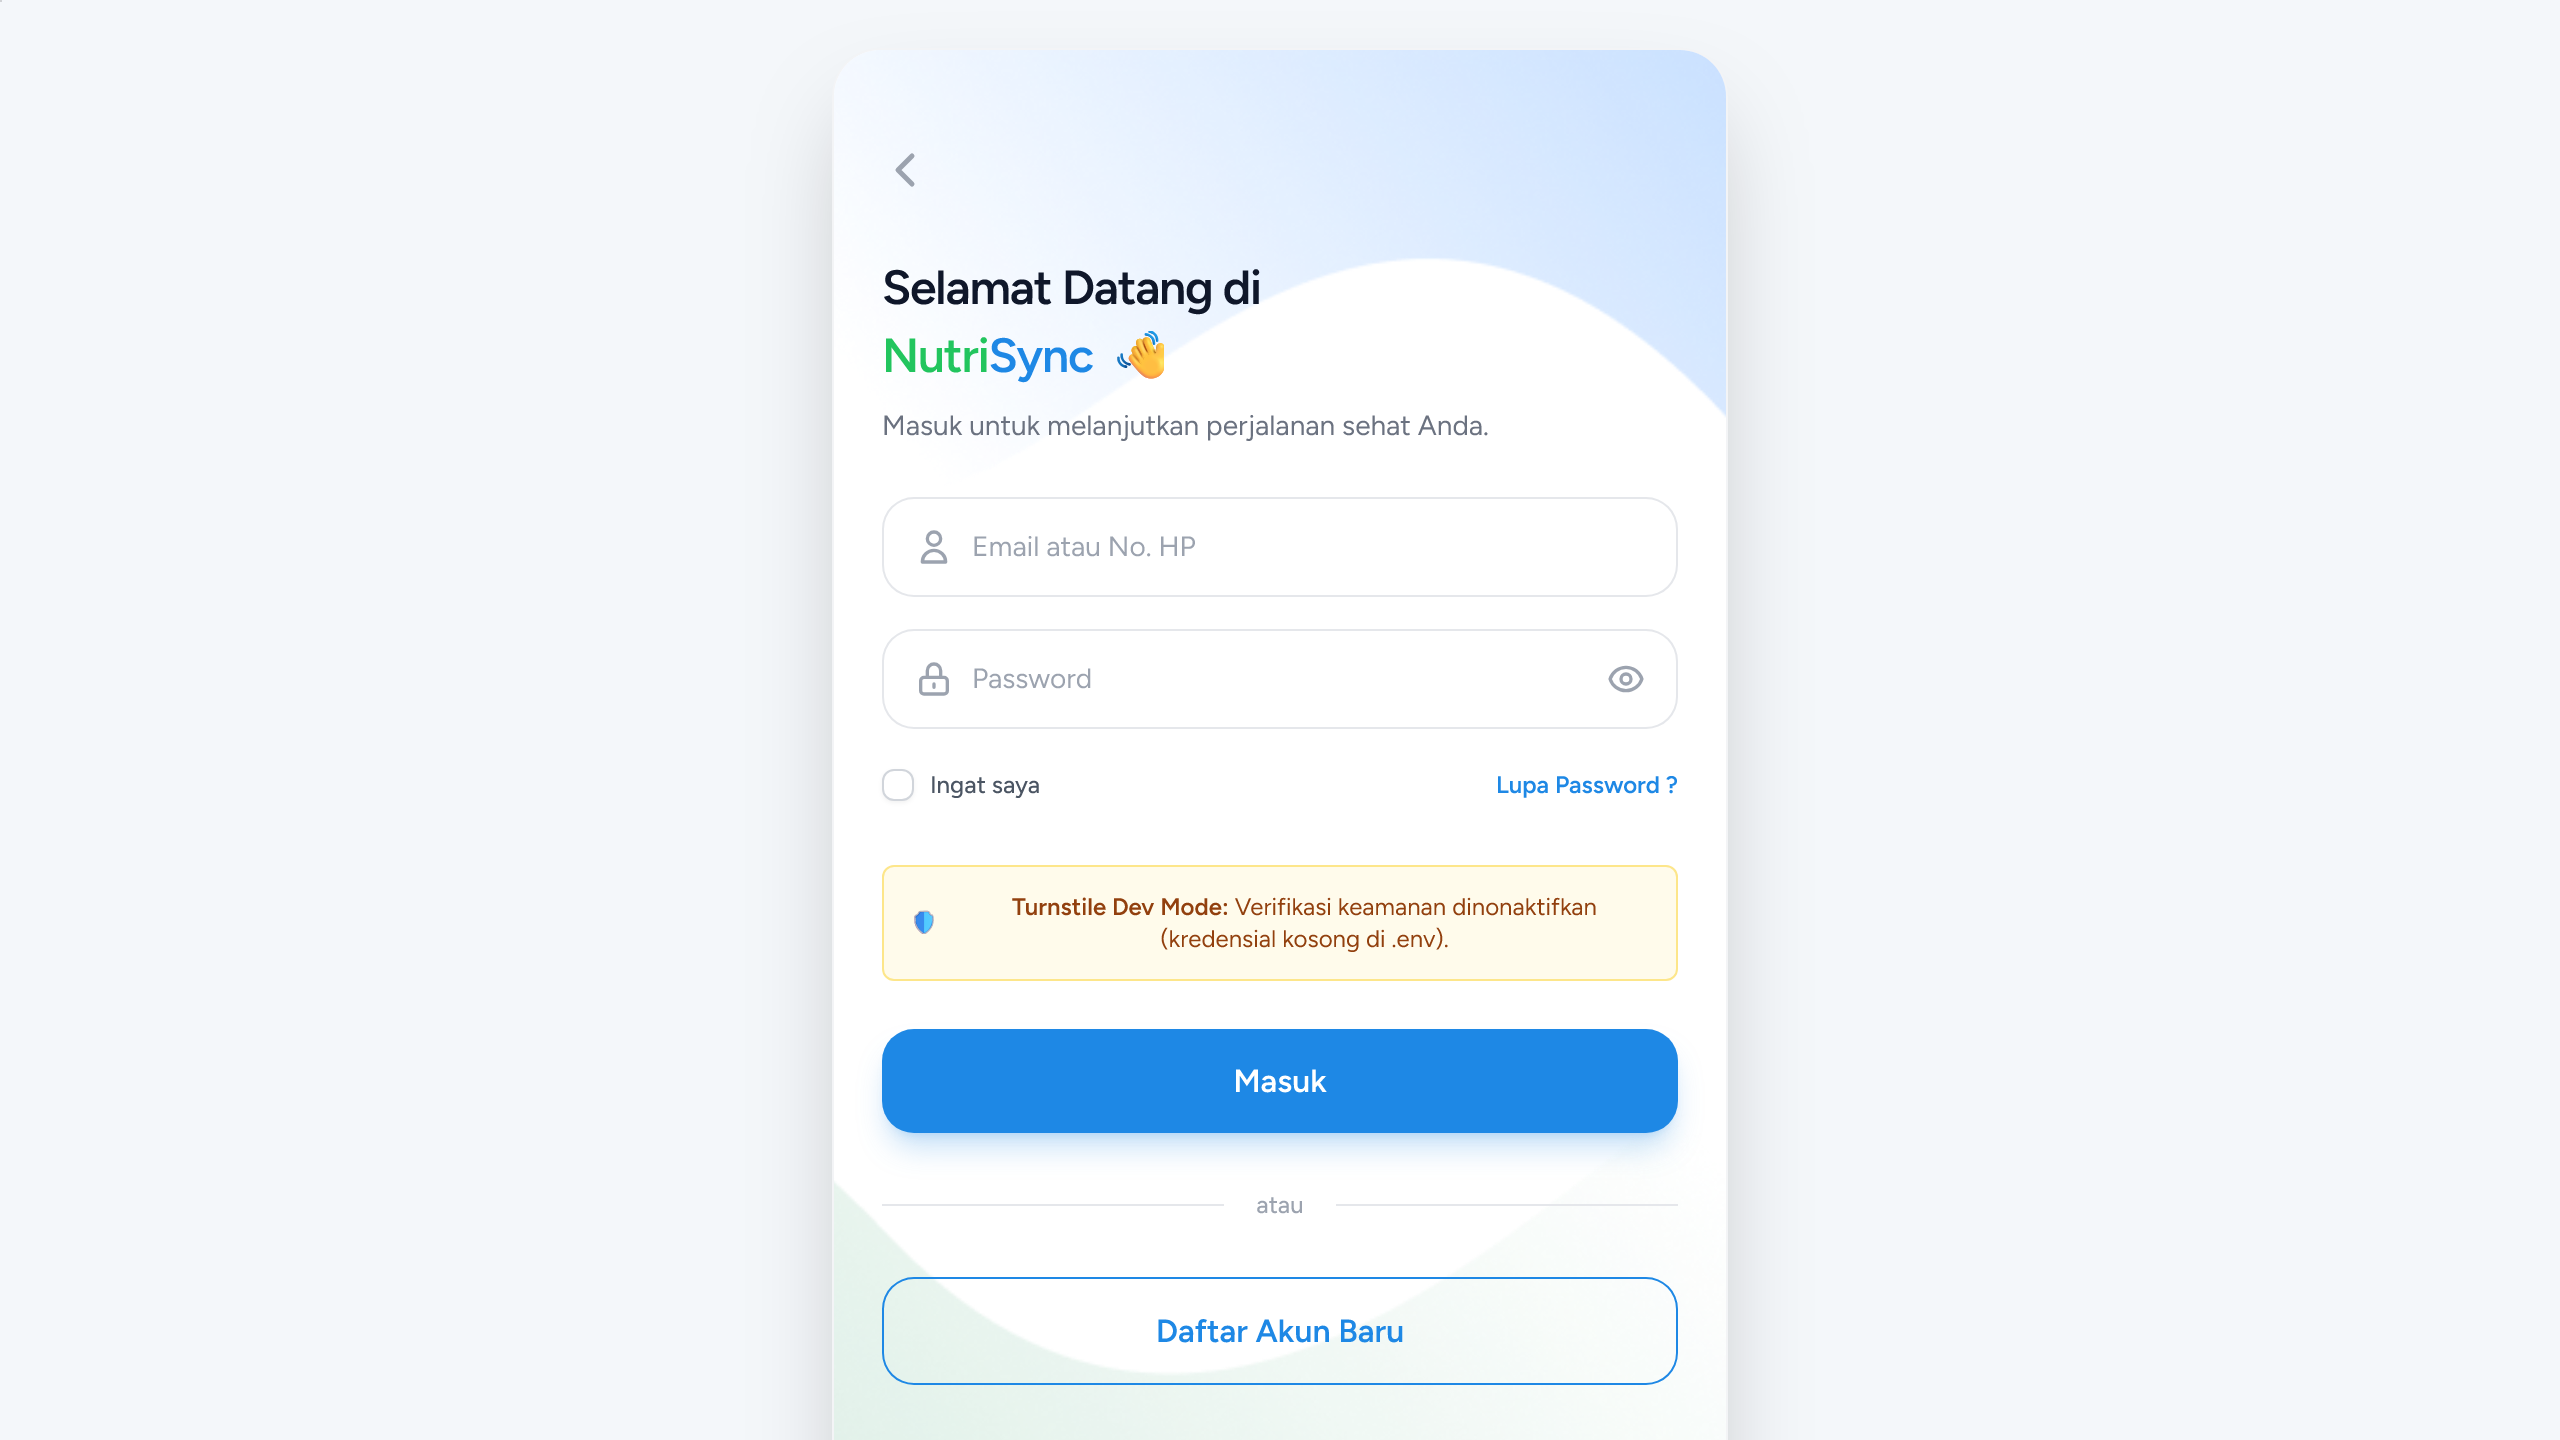 Selamat Datang di
NutriSync 👋
Masuk untuk melanjutkan perjalanan sehat Anda.
Email atau No. HP
Password
Ingat saya
Lupa Password ?
Turnstile Dev Mode: Verifikasi keamanan dinonaktifkan
(kredensial kosong di .env).
Masuk
atau
Daftar Akun Baru